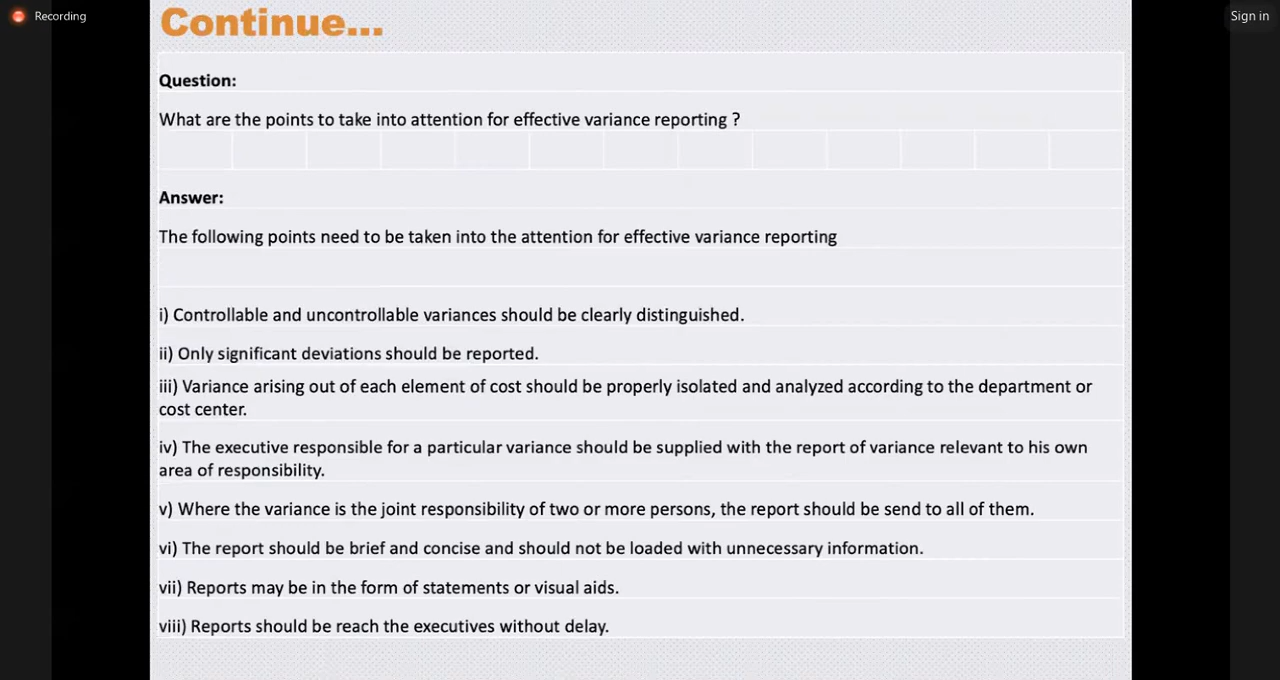 Recording
Sign in
Continue...
Question:
What are the points to take into attention for effective variance reporting ?
Answer:
The following points need to be taken into the attention for effective variance reporting
i) Controllable and uncontrollable variances should be clearly distinguished.
ii) Only significant deviations should be reported.
iii) Variance arising out of each element of cost should be properly isolated and analyzed according to the department or
cost center.
iv) The executive responsible for a particular variance should be supplied with the report of variance relevant to his own
area of responsibility.
v) Where the variance is the joint responsibility of two or more persons, the report should be send to all of them.
vi) The report should be brief and concise and should not be loaded with unnecessary information.
vii) Reports may be in the form of statements or visual aids.
viii) Reports should be reach the executives without delay.